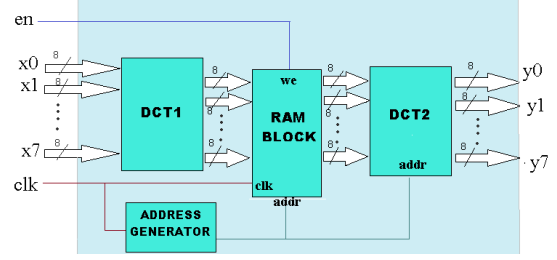 en
x0 8 8 8 8 y0
x1 8 8 8 8 y1
we
DCT1
RAM
BLOCK
DCT2
8 8 8 8
x7 addr y7
clk clk
addr
ADDRESS
GENERATOR